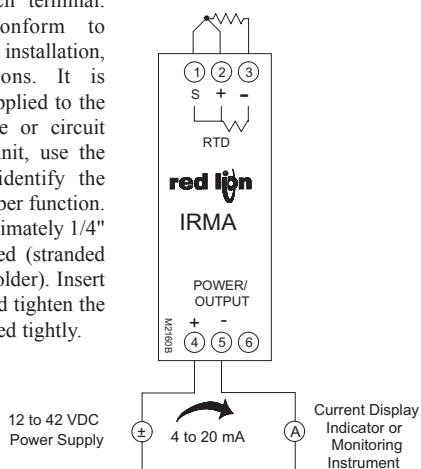 ch terminal.
onform to
installation,
ons. It is
pplied to the
e or circuit
unit, use the
identify the
per function.
imately 1/4"
ed (stranded
older). Insert
d tighten the
ed tightly.
1 2 3
S + -
RTD
red lion
IRMA
POWER/
OUTPUT
M2160B
+ -
4 5 6
12 to 42 VDC
Power Supply
±
4 to 20 mA
A
Current Display
Indicator or
Monitoring
Instrument